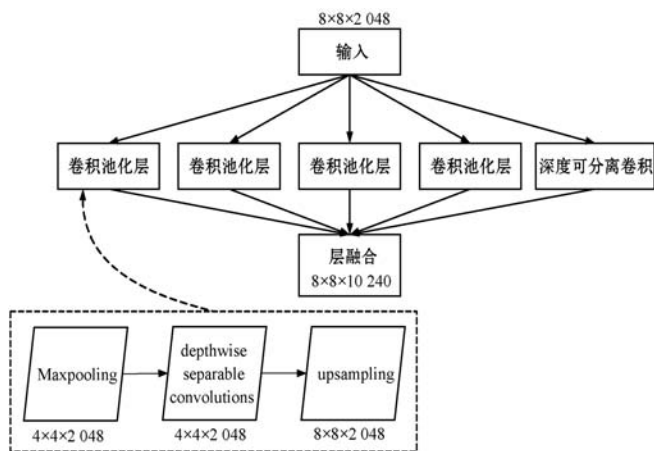 8×8×2 048
输入
卷积池化层
卷积池化层
卷积池化层
卷积池化层
深度可分离卷积
层融合
8×8×10 240
Maxpooling
depthwise
separable
convolutions
upsampling
4×4×2 048
4×4×2 048
8×8×2 048